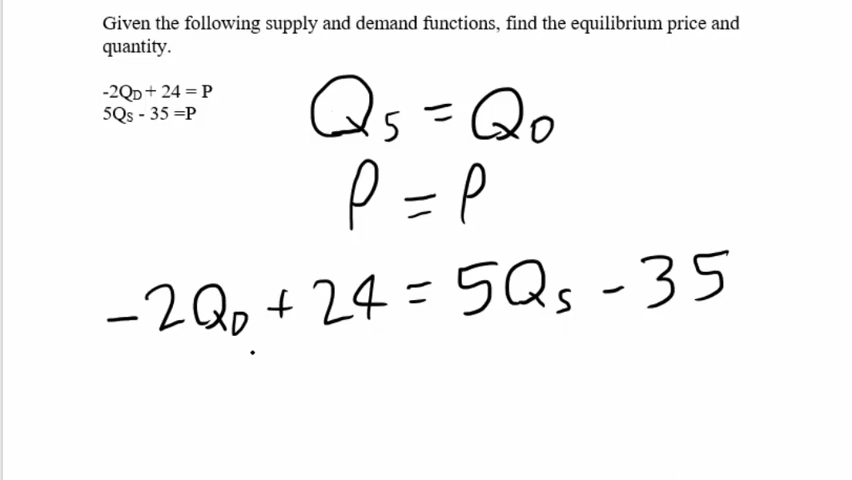 Given the following supply and demand functions, find the equilibrium price and
quantity.
-2QD + 24 = P
5QS - 35 =P
QS = QD
P = P
-2QD + 24 = 5QS - 35